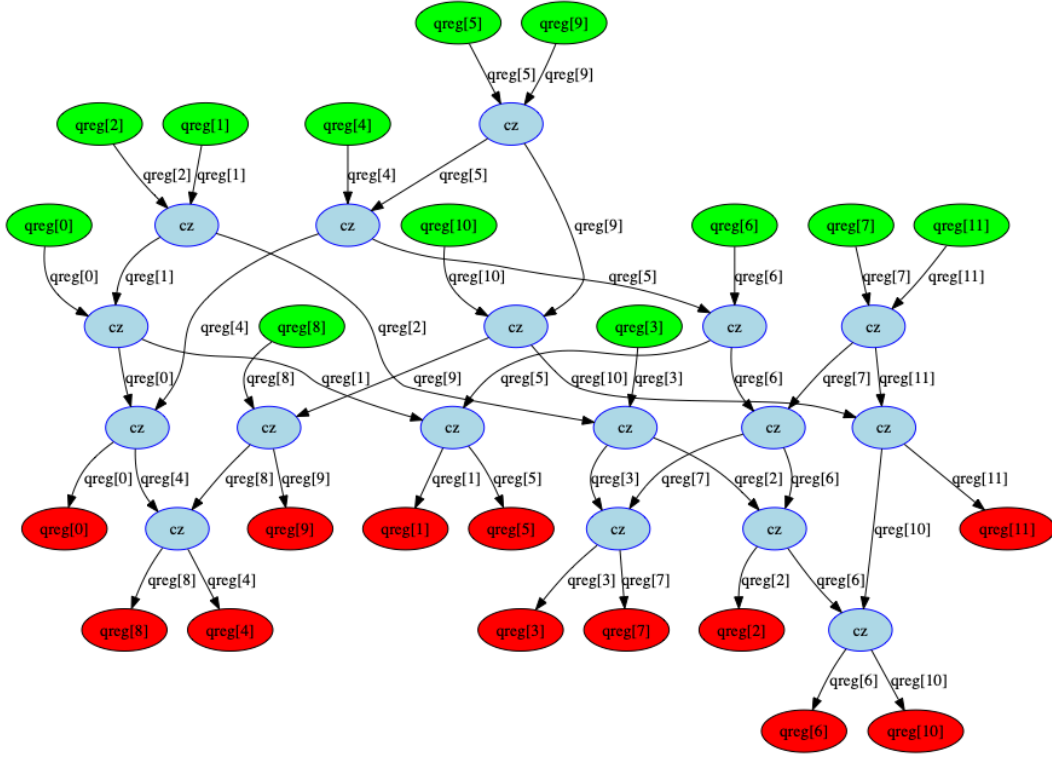 qreg[5] qreg[9]
qreg[5] qreg[9]
qreg[2] qreg[1] qreg[4] cz
qreg[2] qreg[1] qreg[4] qreg[5]
qreg[0] cz cz qreg[10] qreg[6] qreg[7] qreg[11]
qreg[9]
qreg[0] qreg[1] qreg[10] qreg[5] qreg[6] qreg[7] qreg[11]
cz qreg[4] qreg[8] qreg[2] cz qreg[3] cz cz
qreg[0] qreg[8] qreg[1] qreg[9] qreg[5] qreg[10] qreg[3] qreg[6] qreg[7] qreg[11]
cz cz cz cz cz cz
qreg[0] qreg[4] qreg[8] qreg[9] qreg[1] qreg[5] qreg[3] qreg[7] qreg[2] qreg[6] qreg[11]
qreg[0] cz qreg[9] qreg[1] qreg[5] cz cz qreg[10] qreg[11]
qreg[8] qreg[4] qreg[3] qreg[7] qreg[2] qreg[6]
qreg[8] qreg[4] qreg[3] qreg[7] qreg[2] cz
qreg[6] qreg[10]
qreg[6] qreg[10]